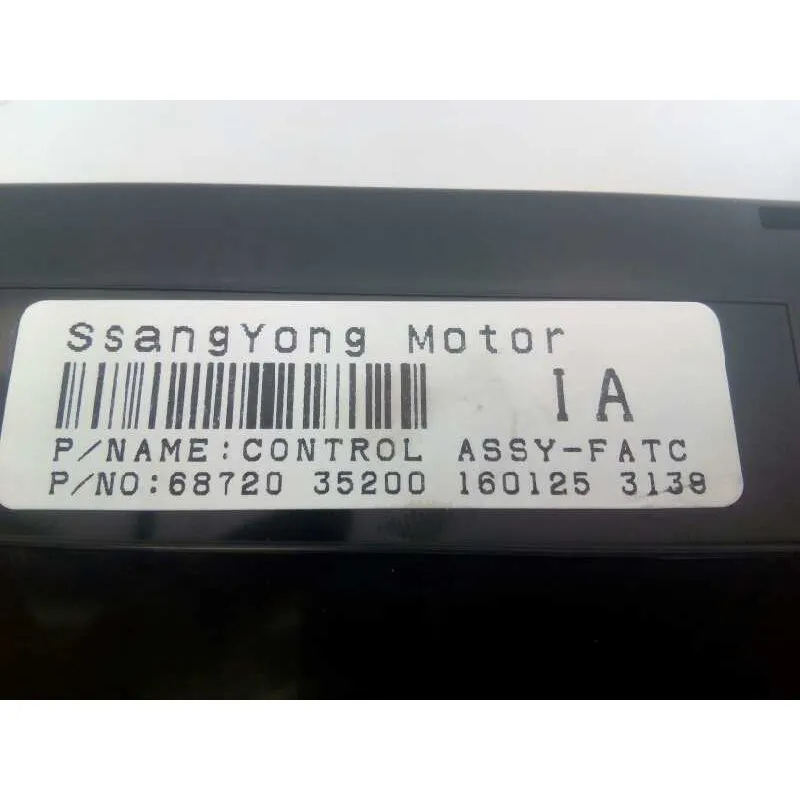 SsangYong Motor
IA
P/NAME:CONTROL ASSY-FATC
P/NO:68720 35200 160125 3138